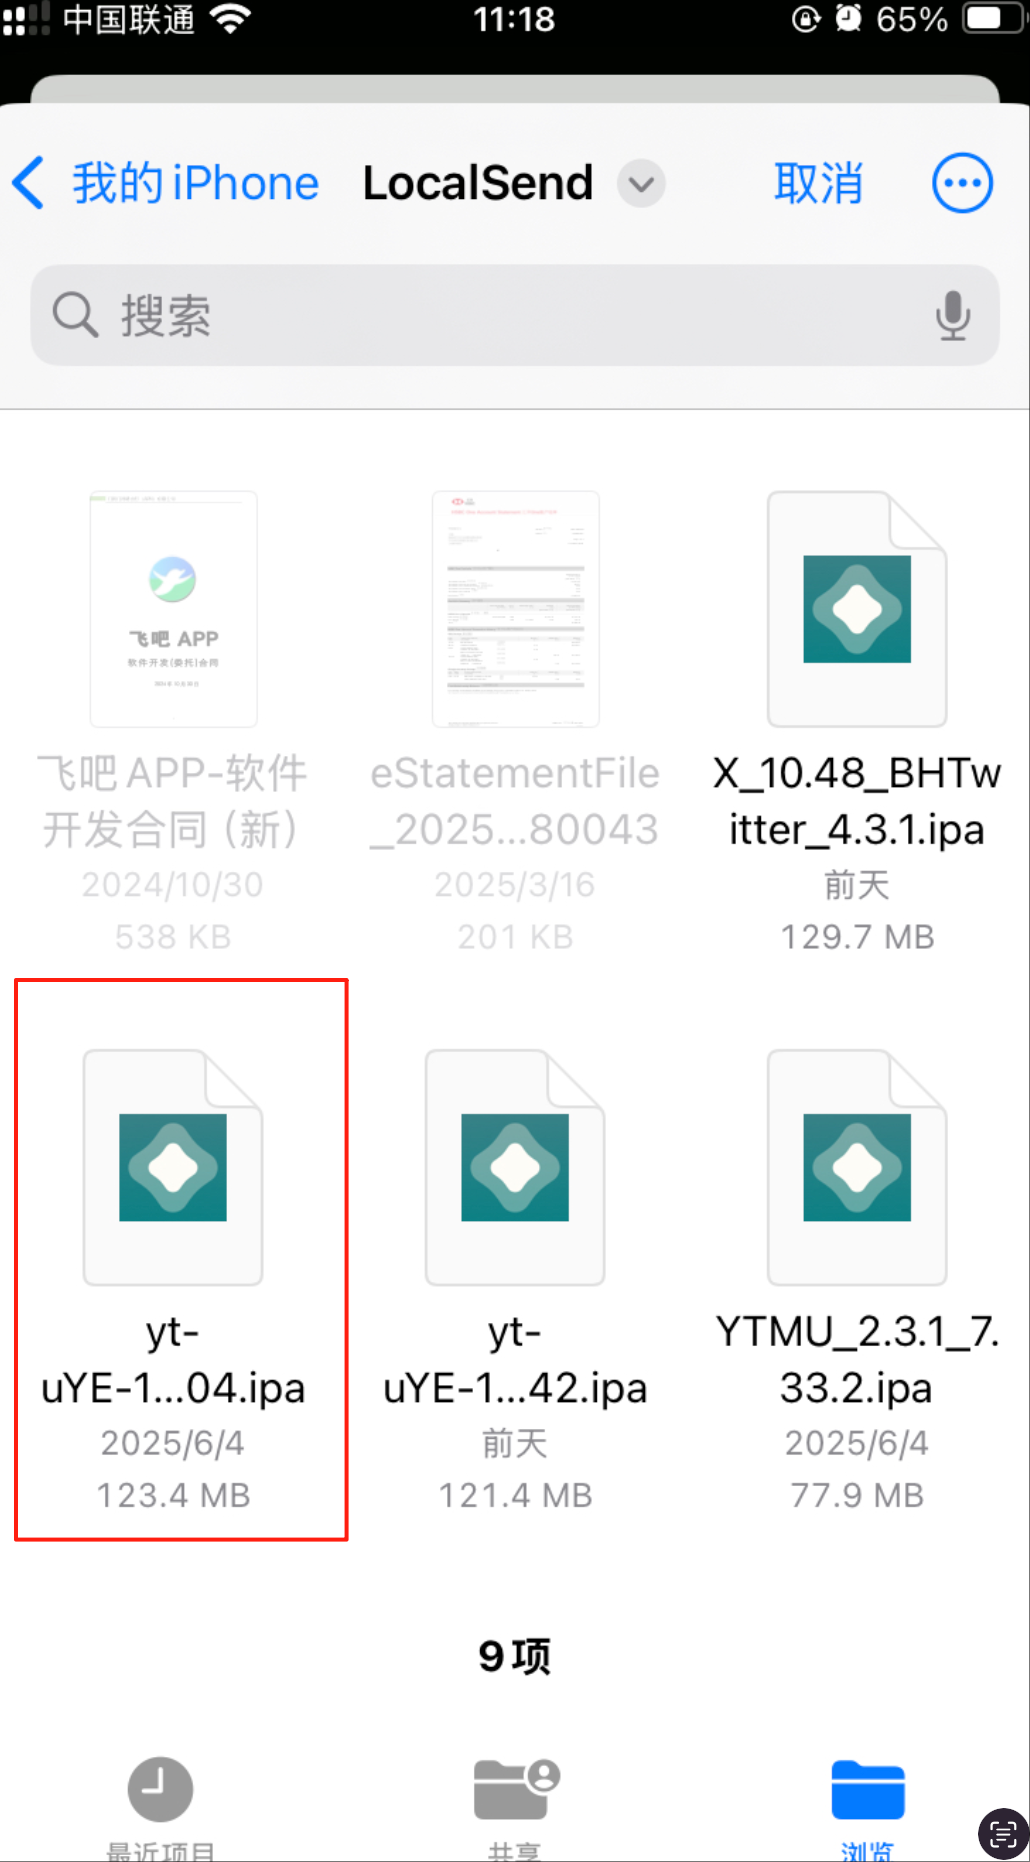 中国联通
11:18
65%
我的 iPhone
LocalSend
取消
搜索
飞吧 APP
软件开发(委托)合同
飞吧 APP-软件
开发合同（新）
2024/10/30
538 KB
eStatementFile
_2025...80043
2025/3/16
201 KB
X_10.48_BHTw
itter_4.3.1.ipa
前天
129.7 MB
yt-
uYE-1...04.ipa
2025/6/4
123.4 MB
yt-
uYE-1...42.ipa
前天
121.4 MB
YTMU_2.3.1_7.
33.2.ipa
2025/6/4
77.9 MB
9 项
最近项目
共享
浏览